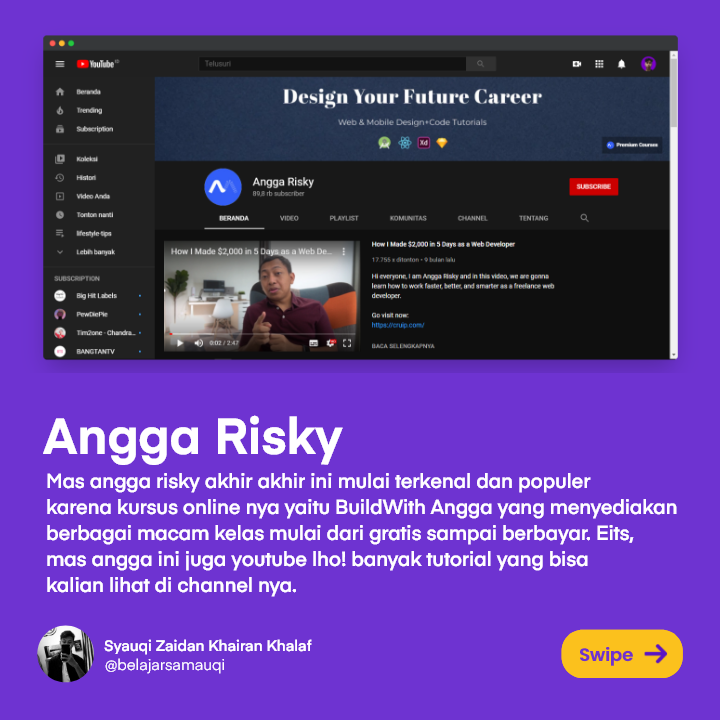 YouTube ID
Telusuri
Beranda
Trending
Subscription
Koleksi
Histori
Video Anda
Tonton nanti
lifestyle tips
Lebih banyak
SUBSCRIPTION
Big Hit Labels
PewDiePie
Tim2one - Chandra...
BANGTANTV
Design Your Future Career
Web & Mobile Design+Code Tutorials
Xd
Premium Courses
Angga Risky
89,8 rb subscriber
SUBSCRIBE
BERANDA VIDEO PLAYLIST KOMUNITAS CHANNEL TENTANG
How I Made $2,000 in 5 Days as a Web De...
0:02 / 2:47
How I Made $2,000 in 5 Days as a Web Developer
17.755 x ditonton • 9 bulan lalu
Hi everyone, I am Angga Risky and in this video, we are gonna
learn how to work faster, better, and smarter as a freelance web
developer.
Go visit now:
https://cruip.com/
BACA SELENGKAPNYA
Angga Risky
Mas angga risky akhir akhir ini mulai terkenal dan populer
karena kursus online nya yaitu BuildWith Angga yang menyediakan
berbagai macam kelas mulai dari gratis sampai berbayar. Eits,
mas angga ini juga youtube lho! banyak tutorial yang bisa
kalian lihat di channel nya.
Syauqi Zaidan Khairan Khalaf
@belajarsamauqi
Swipe